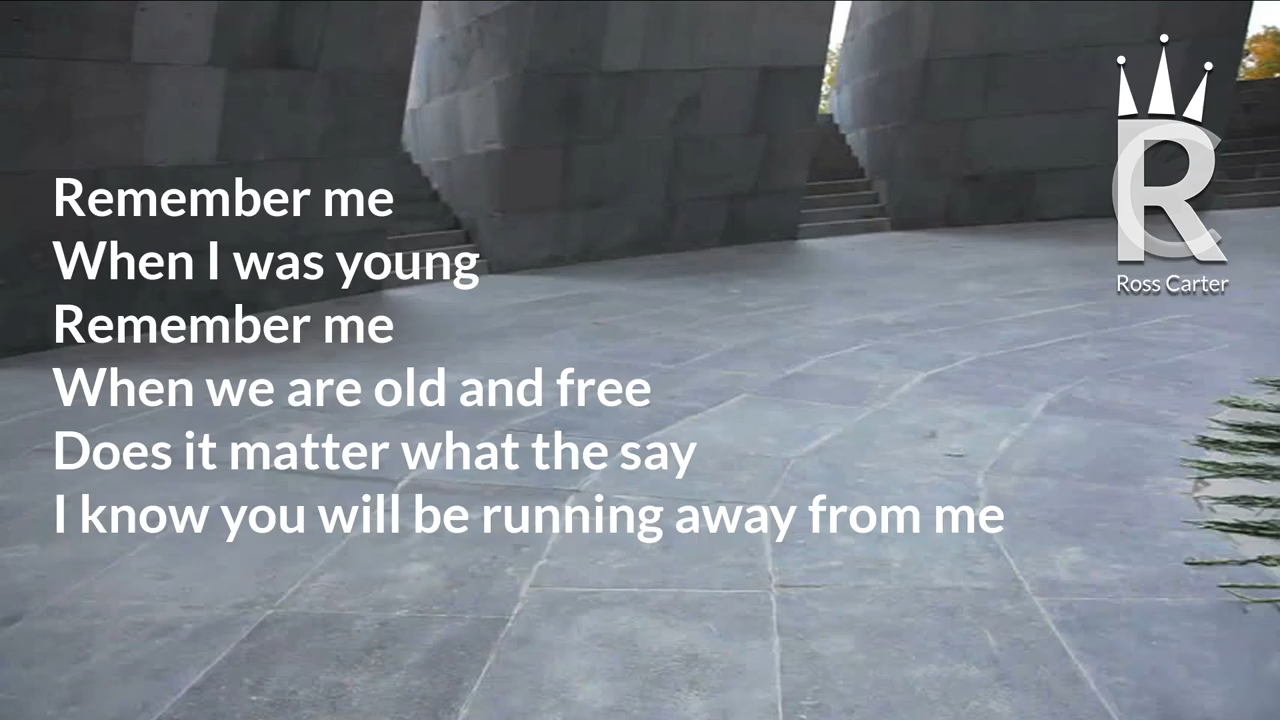 Remember me
When I was young
Remember me
When we are old and free
Does it matter what the say
I know you will be running away from me
RC
Ross Carter